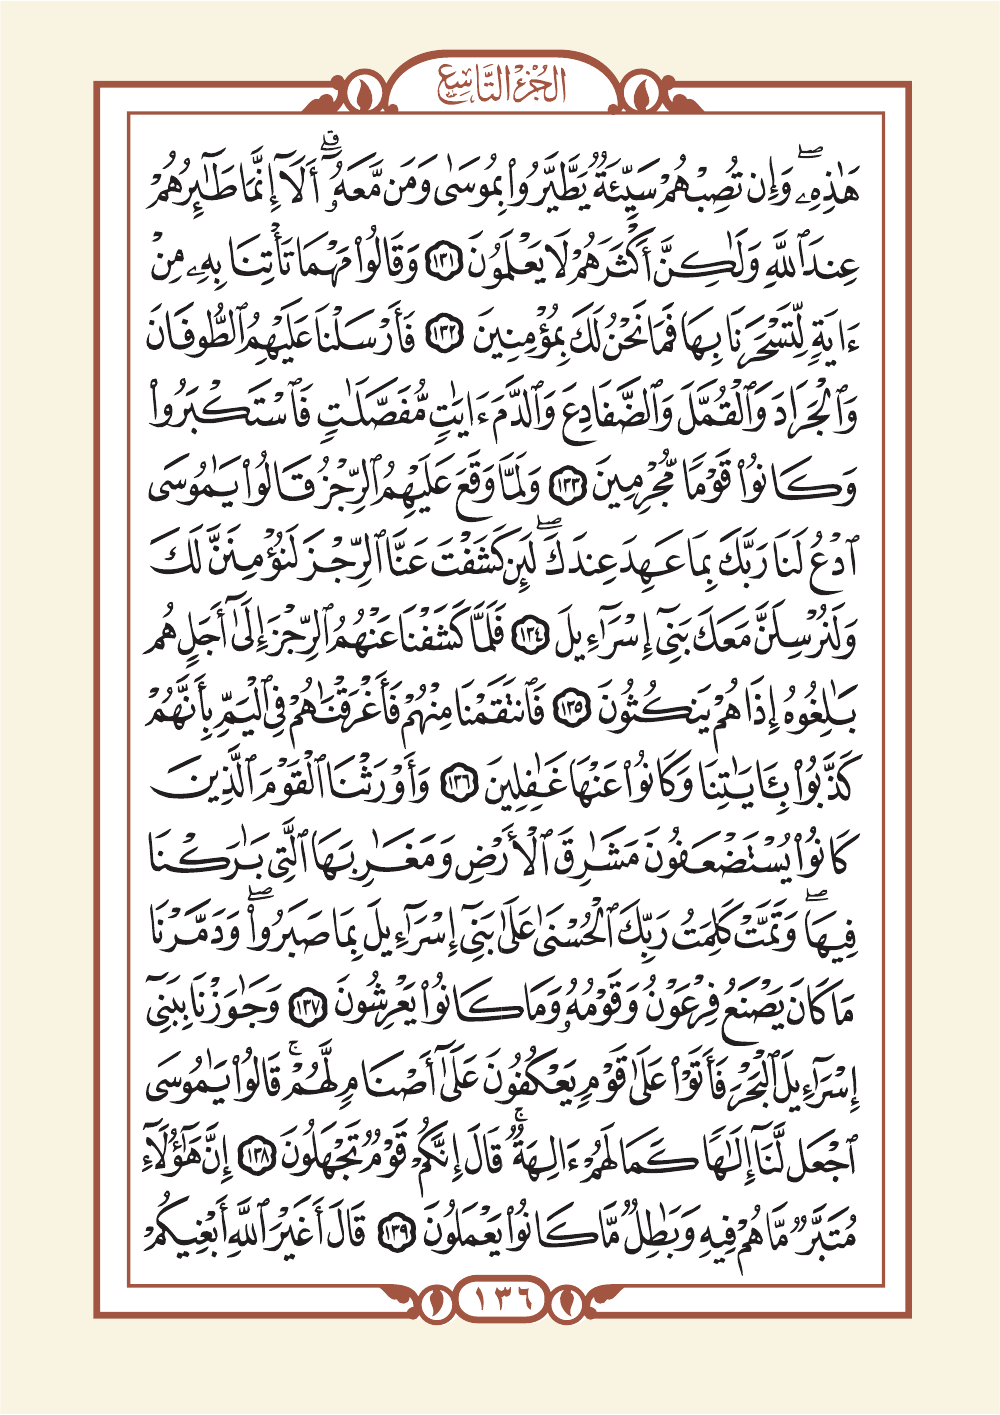 الجزء التاسع
هَٰذِهِۦۖ وَإِن تُصِبْهُمْ سَيِّئَةٌ يَطَّيَّرُوا۟ بِمُوسَىٰ وَمَن مَّعَهُۥٓۗ أَلَآ إِنَّمَا طَٰٓئِرُهُمْ
عِندَ ٱللَّهِ وَلَٰكِنَّ أَكْثَرَهُمْ لَا يَعْلَمُونَ ١٣١ وَقَالُوا۟ مَهْمَا تَأْتِنَا بِهِۦ مِنْ
ءَايَةٍ لِّتَسْحَرَنَا بِهَا فَمَا نَحْنُ لَكَ بِمُؤْمِنِينَ ١٣٢ فَأَرْسَلْنَا عَلَيْهِمُ ٱلطُّوفَانَ
وَٱلْجَرَادَ وَٱلْقُمَّلَ وَٱلضَّفَادِعَ وَٱلدَّمَ ءَايَٰتٍ مُّفَصَّلَٰتٍ فَٱسْتَكْبَرُوا۟
وَكَانُوا۟ قَوْمًا مُّجْرِمِينَ ١٣٣ وَلَمَّا وَقَعَ عَلَيْهِمُ ٱلرِّجْزُ قَالُوا۟ يَٰمُوسَى
ٱدْعُ لَنَا رَبَّكَ بِمَا عَهِدَ عِندَكَۖ لَئِن كَشَفْتَ عَنَّا ٱلرِّجْزَ لَنُؤْمِنَنَّ لَكَ
وَلَنُرْسِلَنَّ مَعَكَ بَنِىٓ إِسْرَٰٓءِيلَ ١٣٤ فَلَمَّا كَشَفْنَا عَنْهُمُ ٱلرِّجْزَ إِلَىٰٓ أَجَلٍ هُم
بَٰلِغُوهُ إِذَا هُمْ يَنكُثُونَ ١٣٥ فَٱنتَقَمْنَا مِنْهُمْ فَأَغْرَقْنَٰهُمْ فِى ٱلْيَمِّ بِأَنَّهُمْ
كَذَّبُوا۟ بِـَٔايَٰتِنَا وَكَانُوا۟ عَنْهَا غَٰفِلِينَ ١٣٦ وَأَوْرَثْنَا ٱلْقَوْمَ ٱلَّذِينَ
كَانُوا۟ يُسْتَضْعَفُونَ مَشَٰرِقَ ٱلْأَرْضِ وَمَغَٰرِبَهَا ٱلَّتِى بَٰرَكْنَا
فِيهَاۖ وَتَمَّتْ كَلِمَتُ رَبِّكَ ٱلْحُسْنَىٰ عَلَىٰ بَنِىٓ إِسْرَٰٓءِيلَ بِمَا صَبَرُوا۟ۖ وَدَمَّرْنَا
مَا كَانَ يَصْنَعُ فِرْعَوْنُ وَقَوْمُهُۥ وَمَا كَانُوا۟ يَعْرِشُونَ ١٣٧ وَجَٰوَزْنَا بِبَنِىٓ
إِسْرَٰٓءِيلَ ٱلْبَحْرَ فَأَتَوْا۟ عَلَىٰ قَوْمٍ يَعْكُفُونَ عَلَىٰٓ أَصْنَامٍ لَّهُمْۚ قَالُوا۟ يَٰمُوسَى
ٱجْعَل لَّنَآ إِلَٰهًا كَمَا لَهُمْ ءَالِهَةٌۚ قَالَ إِنَّكُمْ قَوْمٌ تَجْهَلُونَ ١٣٨ إِنَّ هَٰٓؤُلَآءِ
مُتَبَّرٌ مَّا هُمْ فِيهِ وَبَٰطِلٌ مَّا كَانُوا۟ يَعْمَلُونَ ١٣٩ قَالَ أَغَيْرَ ٱللَّهِ أَبْغِيكُمْ
١٣٦